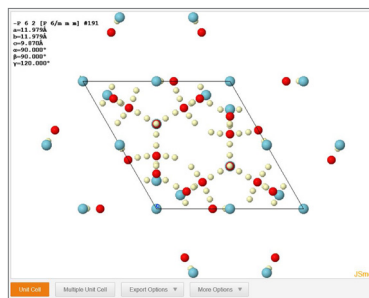 -P 6 2 [P 6/m m m] #191
a=11.979Å
b=11.979Å
c=9.870Å
α=90.000°
β=90.000°
γ=120.000°
JSmo
Unit Cell
Multiple Unit Cell
Export Options ▼
More Options ▼